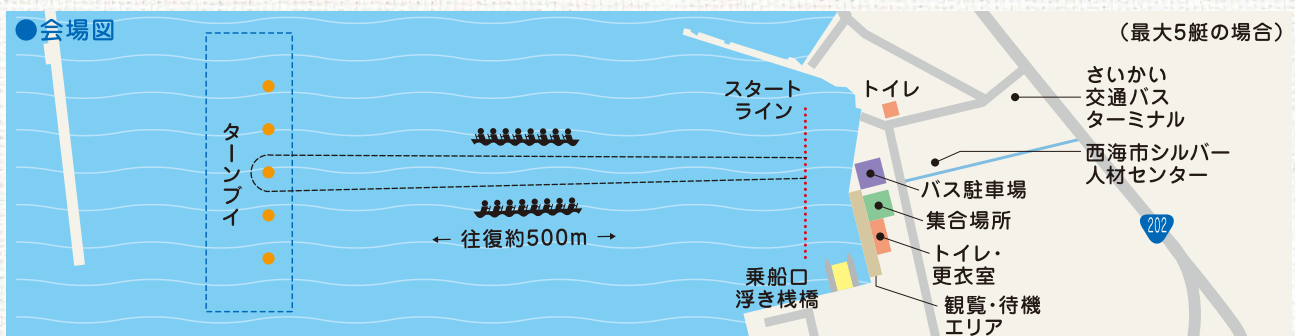 ●会場図
(最大5艇の場合)
ターンブイ
← 往復約500m →
スタート
ライン
トイレ
さいかい
交通バス
ターミナル
西海市シルバー
人材センター
バス駐車場
集合場所
トイレ・
更衣室
観覧・待機
エリア
乗船口
浮き桟橋
202